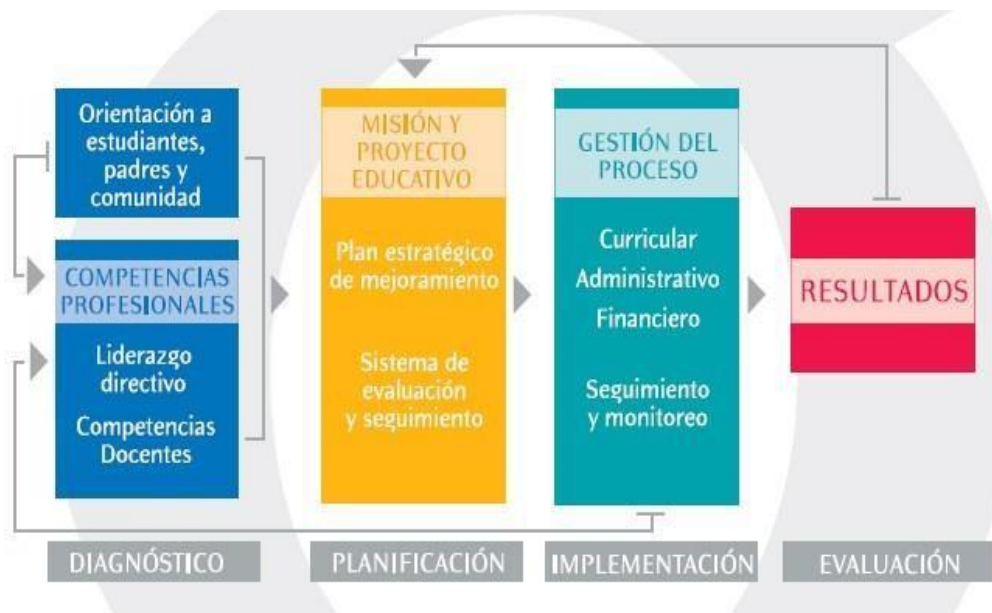 Orientación a
estudiantes,
padres y
comunidad
COMPETENCIAS
PROFESIONALES
Liderazgo
directivo
Competencias
Docentes
MISIÓN Y
PROYECTO
EDUCATIVO
Plan estratégico
de mejoramiento
Sistema de
evaluación
y seguimiento
GESTIÓN DEL
PROCESO
Curricular
Administrativo
Financiero
Seguimiento
y monitoreo
RESULTADOS
DIAGNÓSTICO
PLANIFICACIÓN
IMPLEMENTACIÓN
EVALUACIÓN